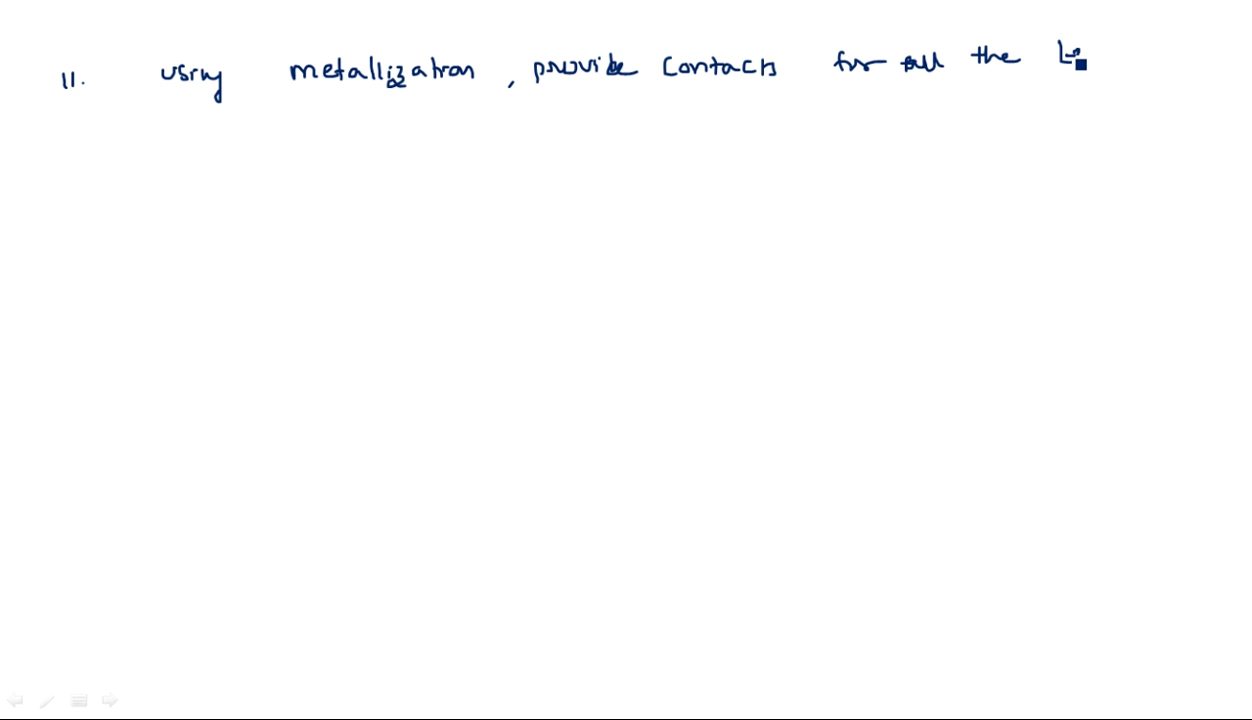 11. using metallization, provide contacts for all the